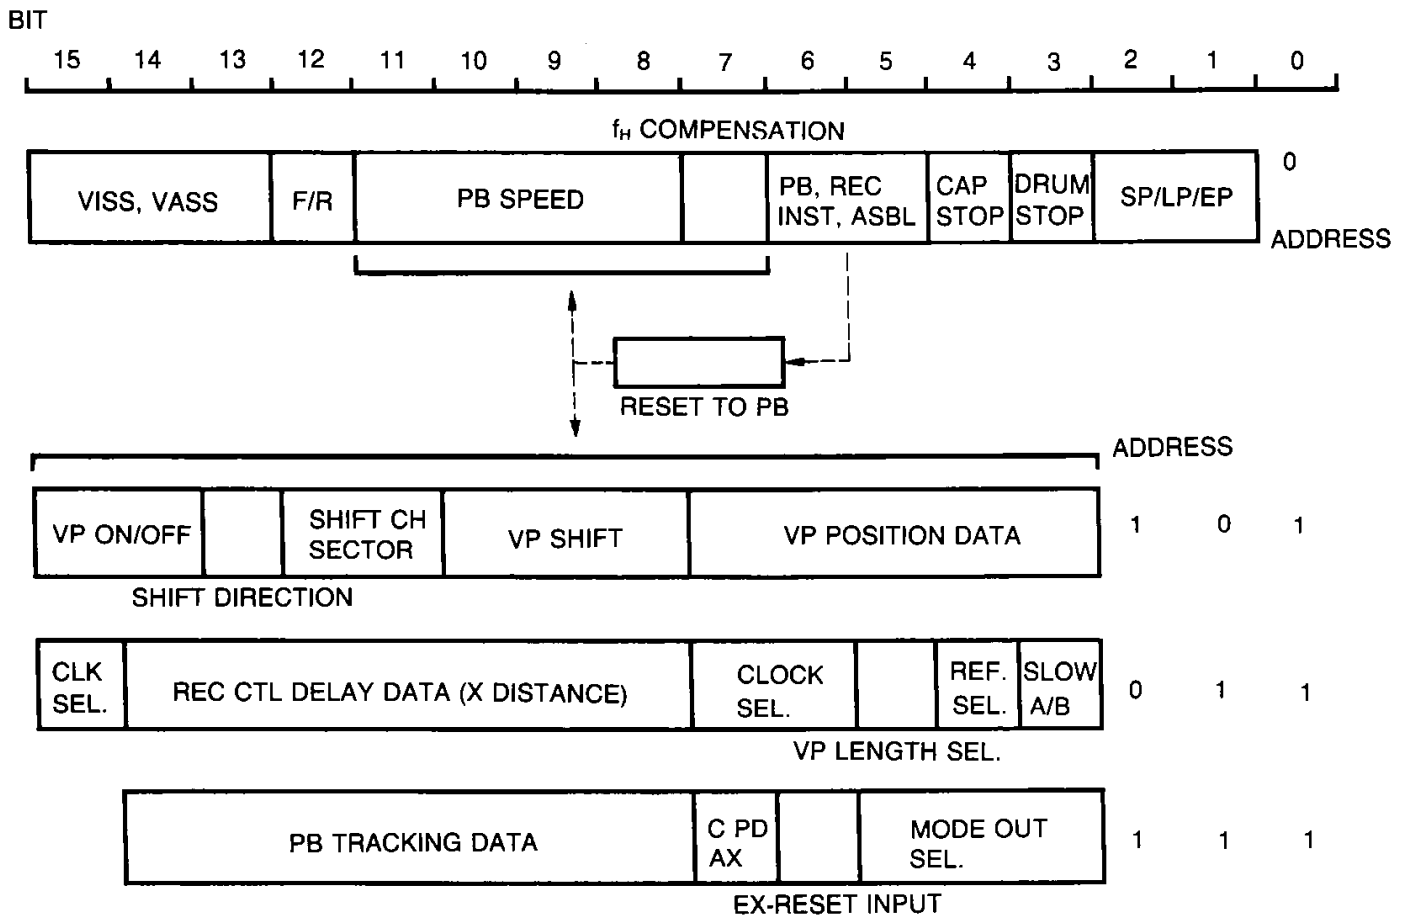 BIT
15 14 13 12 11 10 9 8 7 6 5 4 3 2 1 0
fH COMPENSATION
VISS, VASS F/R PB SPEED PB, REC INST, ASBL CAP STOP DRUM STOP SP/LP/EP 0
ADDRESS
RESET TO PB
ADDRESS
VP ON/OFF SHIFT CH SECTOR VP SHIFT VP POSITION DATA 1 0 1
SHIFT DIRECTION
CLK SEL. REC CTL DELAY DATA (X DISTANCE) CLOCK SEL. REF. SEL. SLOW A/B 0 1 1
VP LENGTH SEL.
PB TRACKING DATA C PD AX MODE OUT SEL. 1 1 1
EX-RESET INPUT